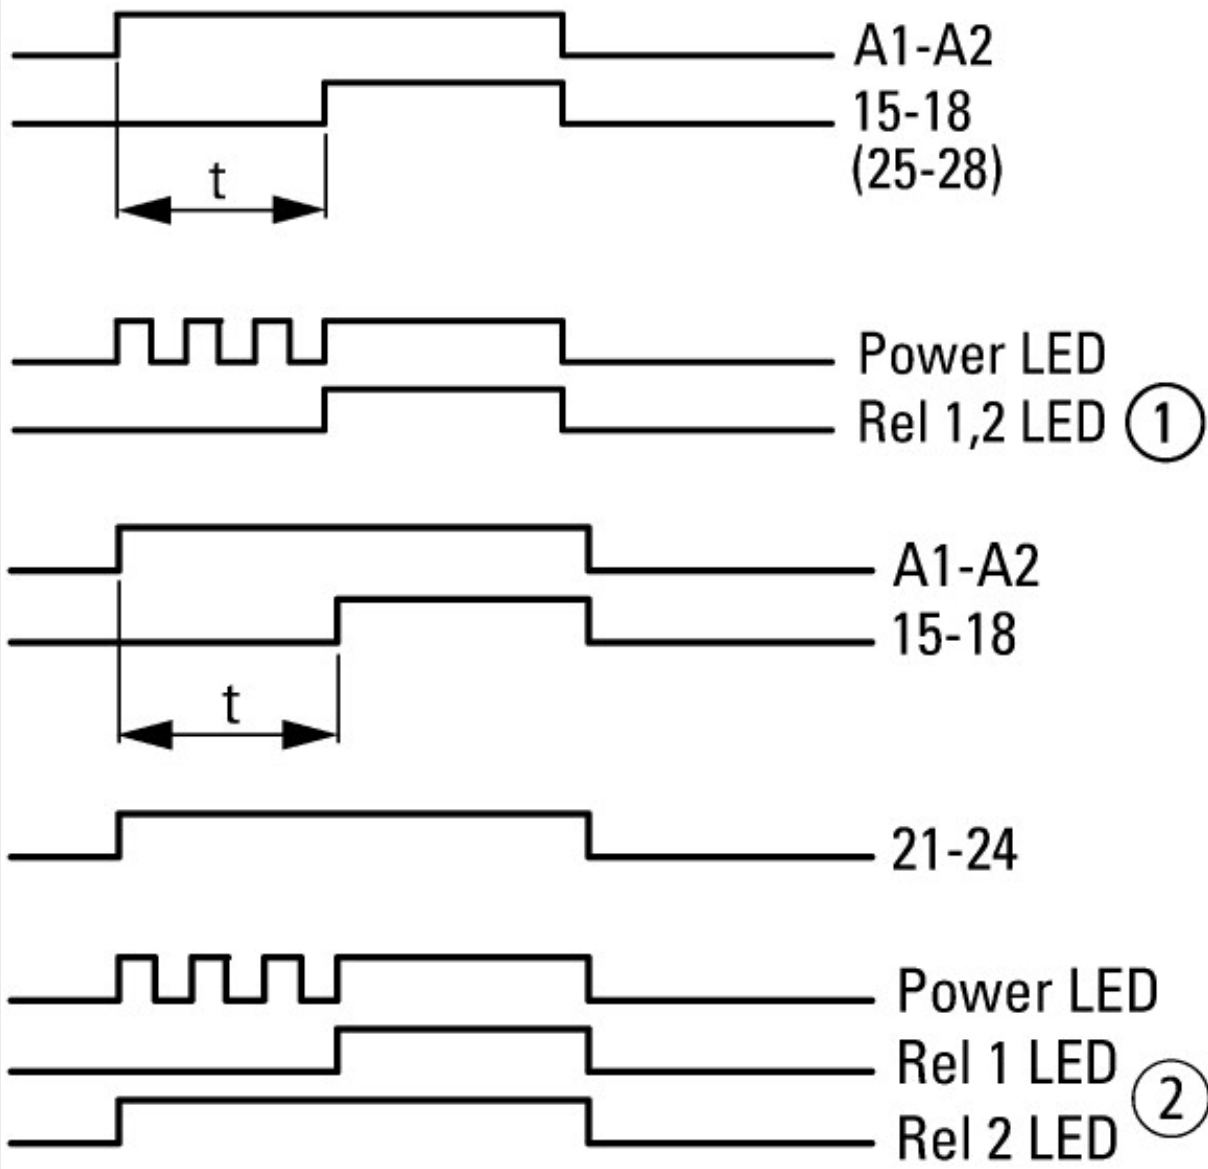 A1-A2
15-18
(25-28)
t
Power LED
Rel 1,2 LED 1
A1-A2
15-18
t
21-24
Power LED
Rel 1 LED
2
Rel 2 LED